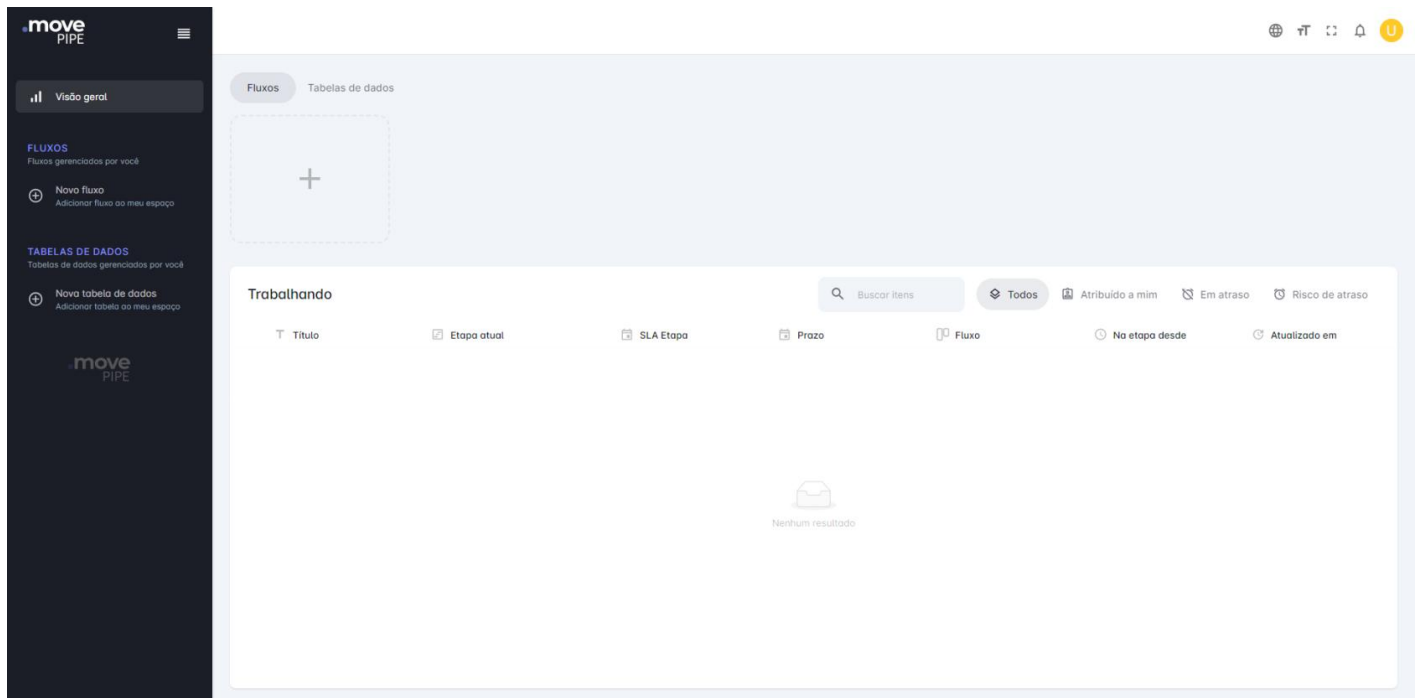 .move
PIPE
U
Visão geral
FLUXOS
Fluxos gerenciados por você
Novo fluxo
Adicionar fluxo ao meu espaço
TABELAS DE DADOS
Tabelas de dados gerenciados por você
Nova tabela de dados
Adicionar tabela ao meu espaço
.move
PIPE
Fluxos Tabelas de dados
Trabalhando Buscar itens Todos Atribuído a mim Em atraso Risco de atraso
Título Etapa atual SLA Etapa Prazo Fluxo Na etapa desde Atualizado em
Nenhum resultado